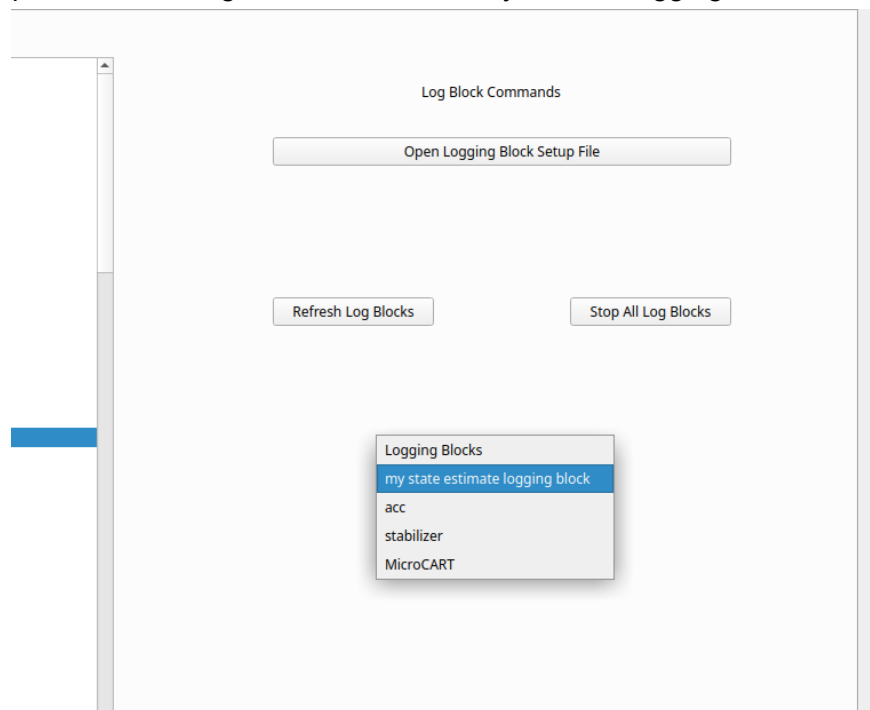 Log Block Commands
Open Logging Block Setup File
Refresh Log Blocks
Stop All Log Blocks
Logging Blocks
my state estimate logging block
acc
stabilizer
MicroCART